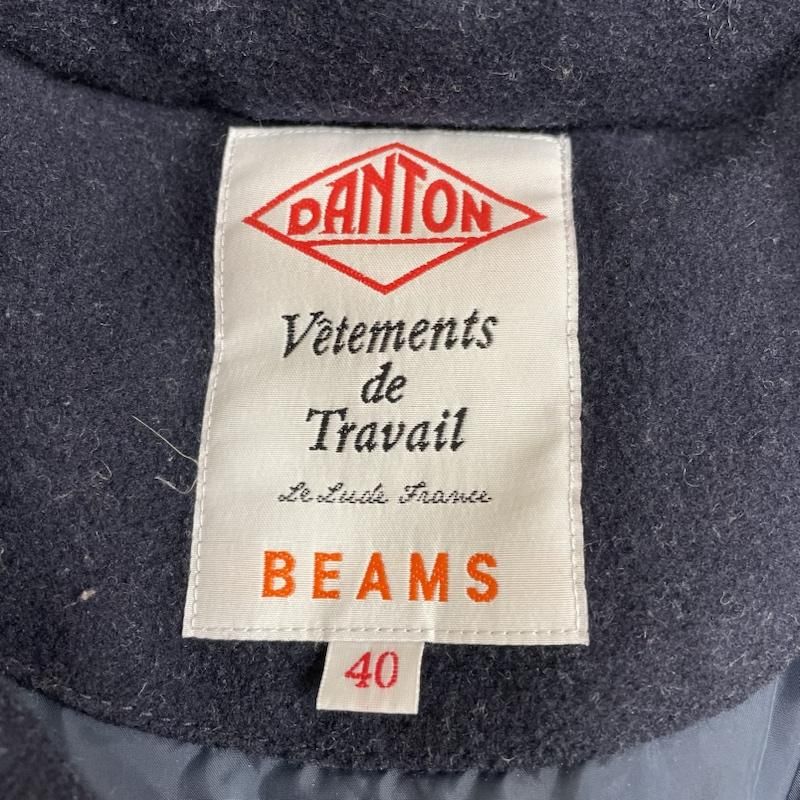 DANTON
Vêtements
de
Travail
Le Lude France
BEAMS
40